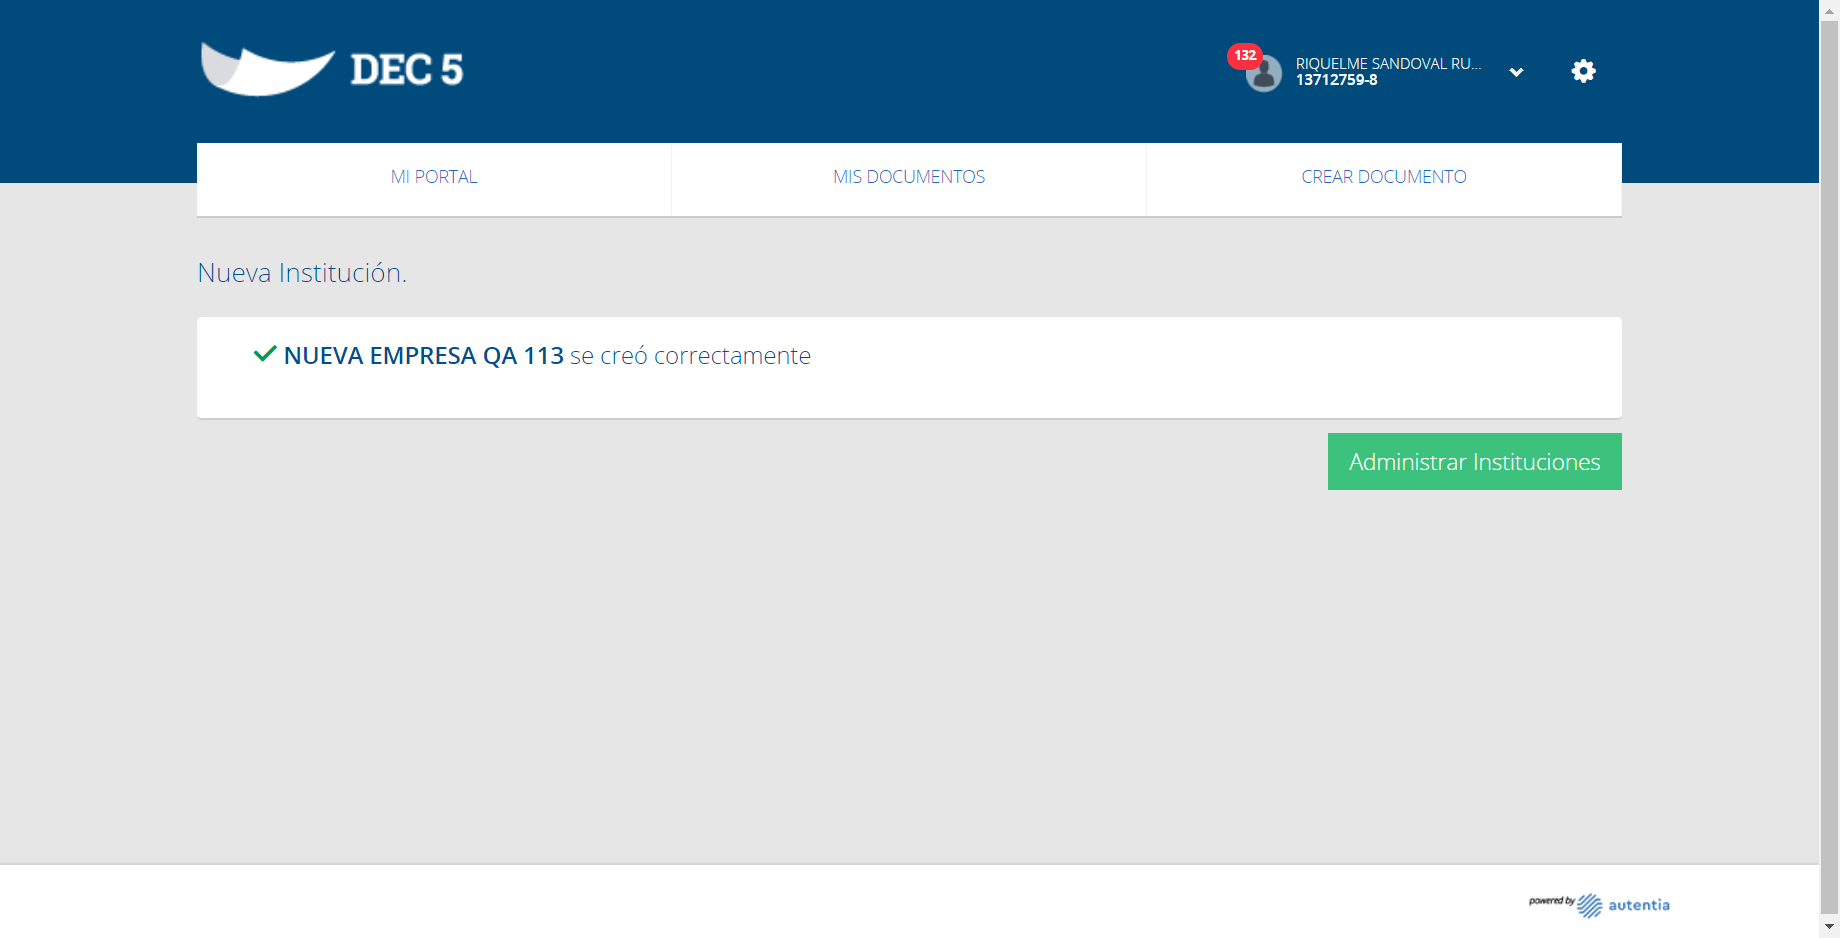 DEC 5
132
RIQUELME SANDOVAL RU...
13712759-8
MI PORTAL
MIS DOCUMENTOS
CREAR DOCUMENTO
Nueva Institución.
NUEVA EMPRESA QA 113 se creó correctamente
Administrar Instituciones
powered by autentia